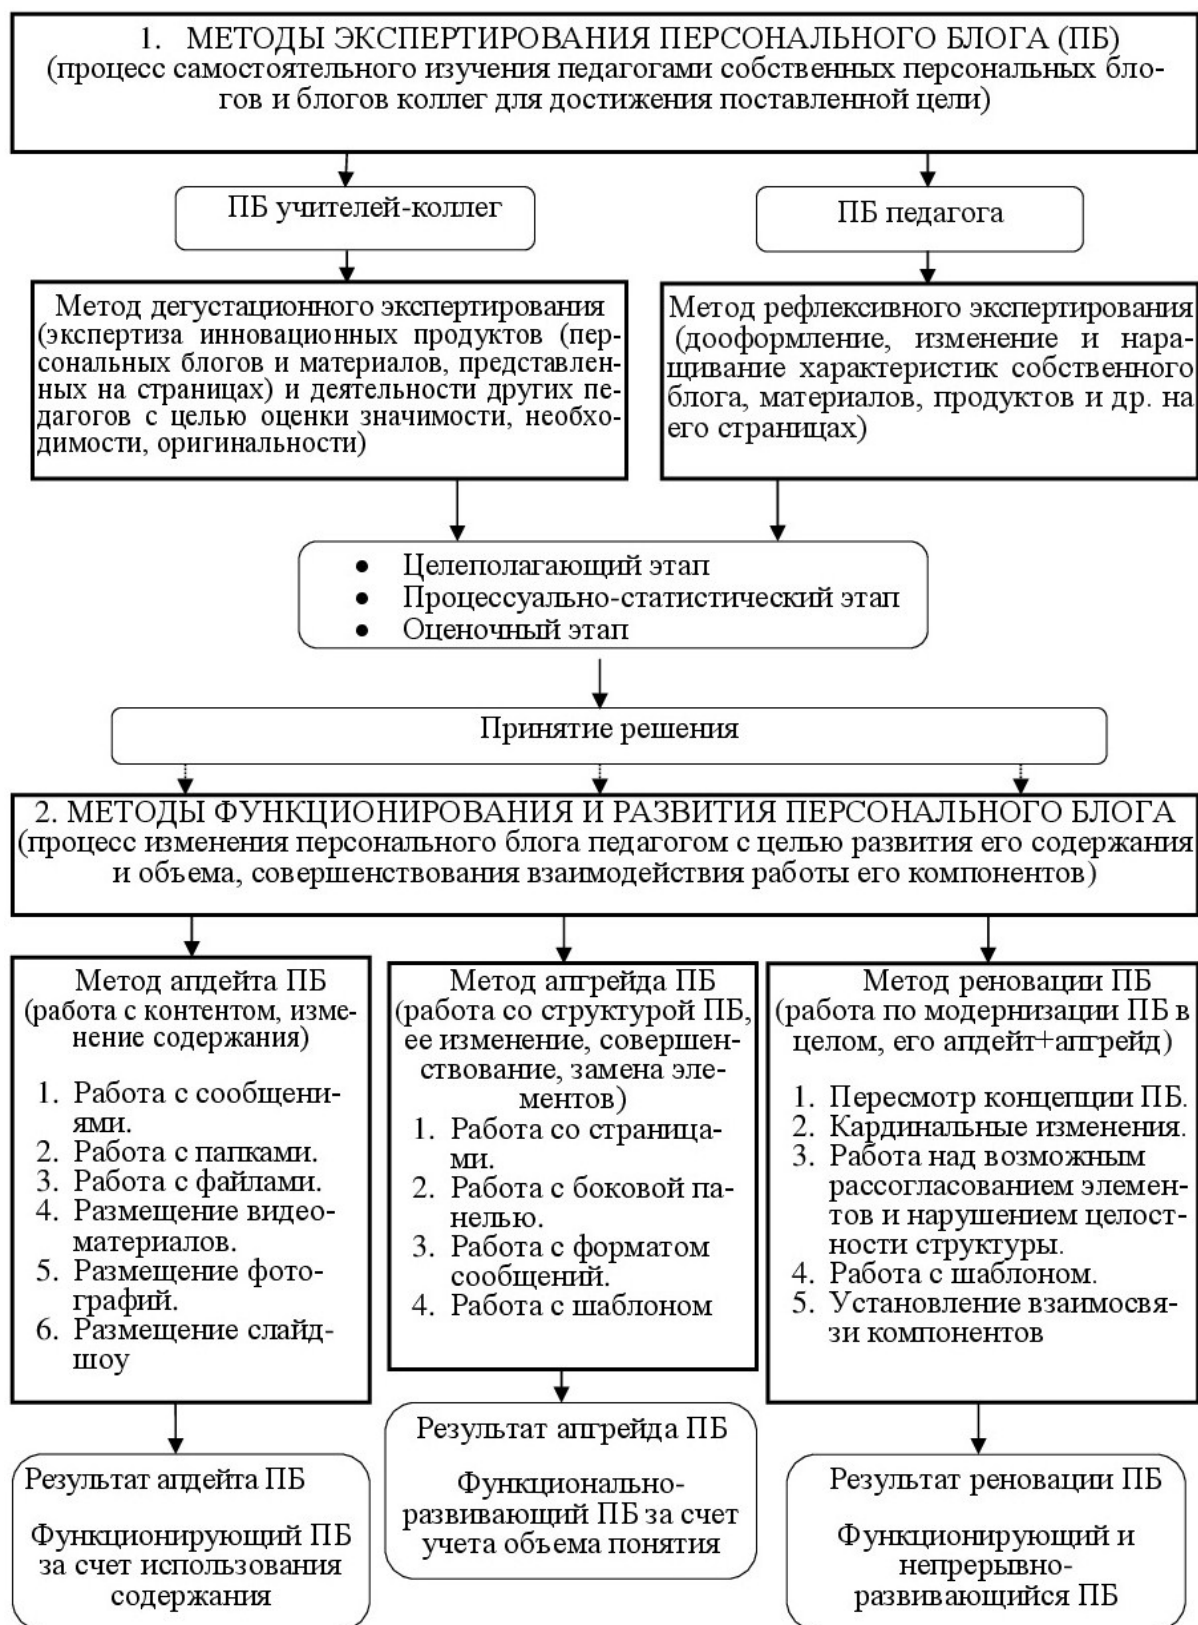 1. МЕТОДЫ ЭКСПЕРТИРОВАНИЯ ПЕРСОНАЛЬНОГО БЛОГА (ПБ)
(процесс самостоятельного изучения педагогами собственных персональных бло-
гов и блогов коллег для достижения поставленной цели)
ПБ учителей-коллег
ПБ педагога
Метод дегустационного экспертирования
(экспертиза инновационных продуктов (пер-
сональных блогов и материалов, представлен-
ных на страницах) и деятельности других пе-
дагогов с целью оценки значимости, необхо-
димости, оригинальности)
Метод рефлексивного экспертирования
(дооформление, изменение и нара-
щивание характеристик собственного
блога, материалов, продуктов и др. на
его страницах)
● Целеполагающий этап
● Процессуально-статистический этап
● Оценочный этап
Принятие решения
2. МЕТОДЫ ФУНКЦИОНИРОВАНИЯ И РАЗВИТИЯ ПЕРСОНАЛЬНОГО БЛОГА
(процесс изменения персонального блога педагогом с целью развития его содержания
и объема, совершенствования взаимодействия работы его компонентов)
Метод апдейта ПБ
(работа с контентом, изме-
нение содержания)
1. Работа с сообщени-
ями.
2. Работа с папками.
3. Работа с файлами.
4. Размещение видео-
материалов.
5. Размещение фото-
графий.
6. Размещение слайд-
шоу
Метод апгрейда ПБ
(работа со структурой ПБ,
ее изменение, совершен-
ствование, замена эле-
ментов)
1. Работа со страница-
ми.
2. Работа с боковой па-
нелью.
3. Работа с форматом
сообщений.
4. Работа с шаблоном
Метод реновации ПБ
(работа по модернизации ПБ в
целом, его апдейт+апгрейд)
1. Пересмотр концепции ПБ.
2. Кардинальные изменения.
3. Работа над возможным
рассогласованием элемен-
тов и нарушением целост-
ности структуры.
4. Работа с шаблоном.
5. Установление взаимосвя-
зи компонентов
Результат апдейта ПБ
Функционирующий ПБ
за счет использования
содержания
Результат апгрейда ПБ
Функционально-
развивающий ПБ за счет
учета объема понятия
Результат реновации ПБ
Функционирующий и
непрерывно-
развивающийся ПБ